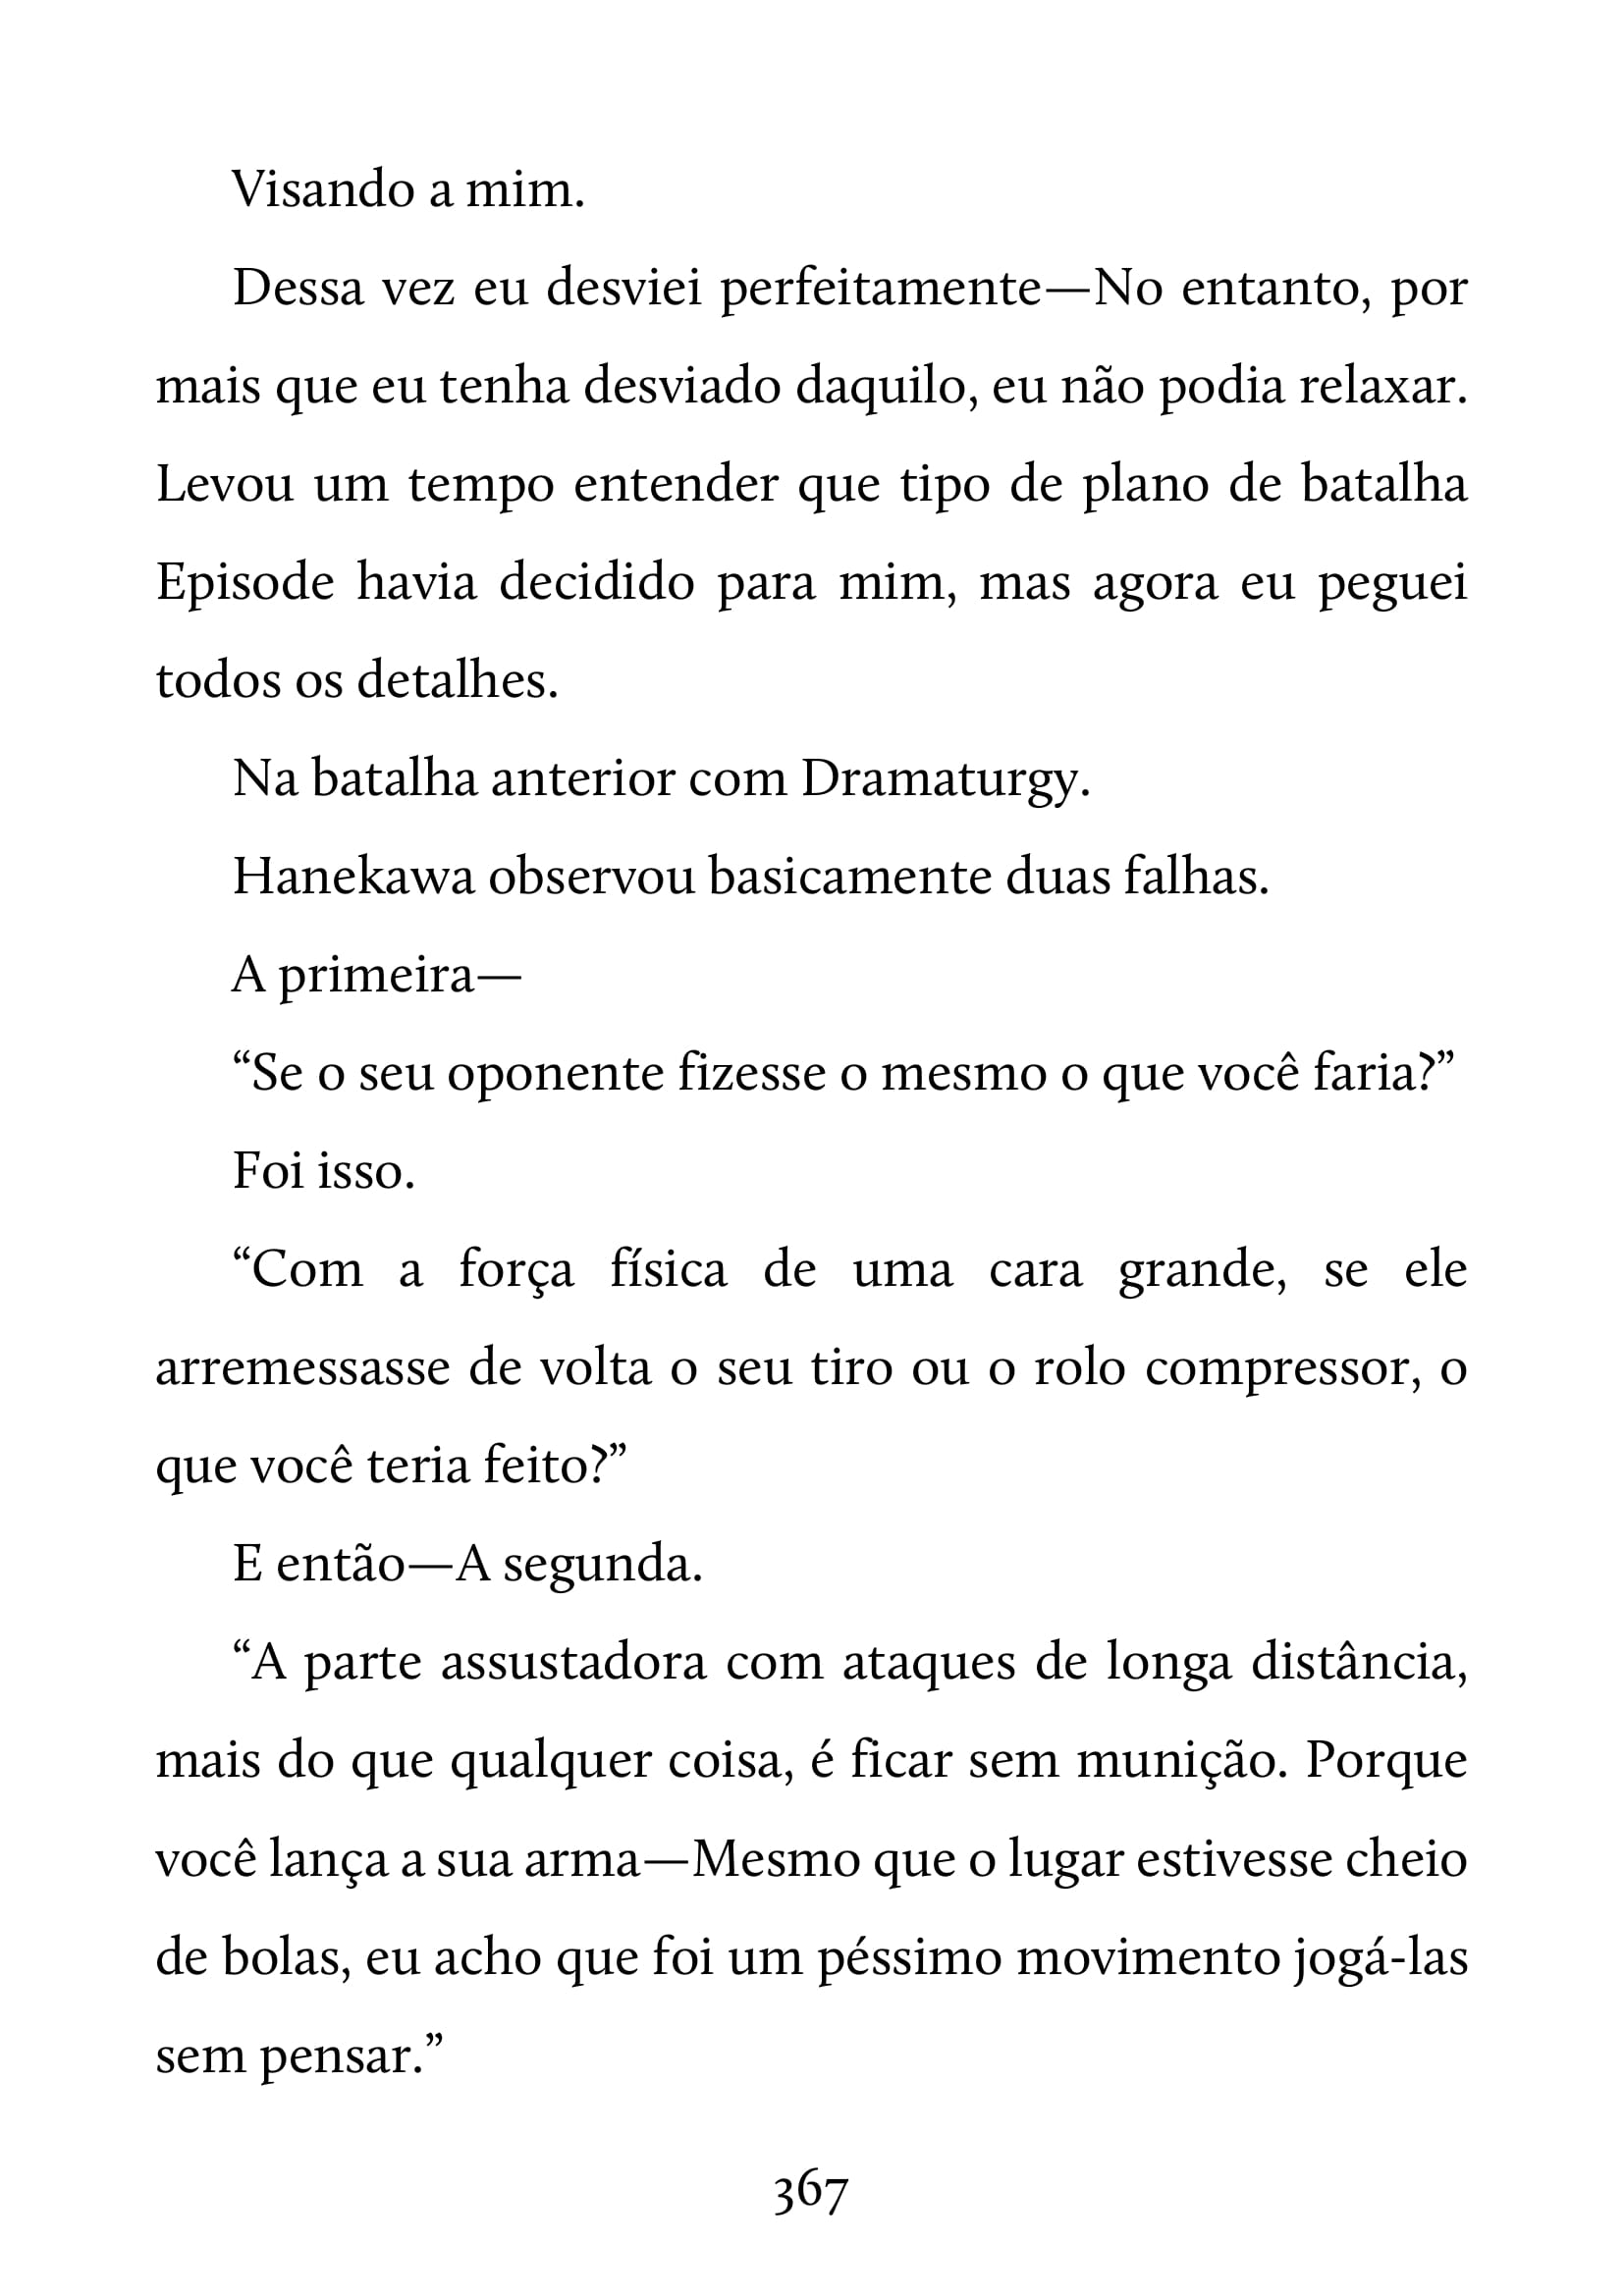 Visando a mim.
Dessa vez eu desviei perfeitamente—No entanto, por
mais que eu tenha desviado daquilo, eu não podia relaxar.
Levou um tempo entender que tipo de plano de batalha
Episode havia decidido para mim, mas agora eu peguei
todos os detalhes.
Na batalha anterior com Dramaturgy.
Hanekawa observou basicamente duas falhas.
A primeira—
“Se o seu oponente fizesse o mesmo o que você faria?”
Foi isso.
“Com a força física de uma cara grande, se ele
arremessasse de volta o seu tiro ou o rolo compressor, o
que você teria feito?”
E então—A segunda.
“A parte assustadora com ataques de longa distância,
mais do que qualquer coisa, é ficar sem munição. Porque
você lança a sua arma—Mesmo que o lugar estivesse cheio
de bolas, eu acho que foi um péssimo movimento jogá-las
sem pensar.”
367